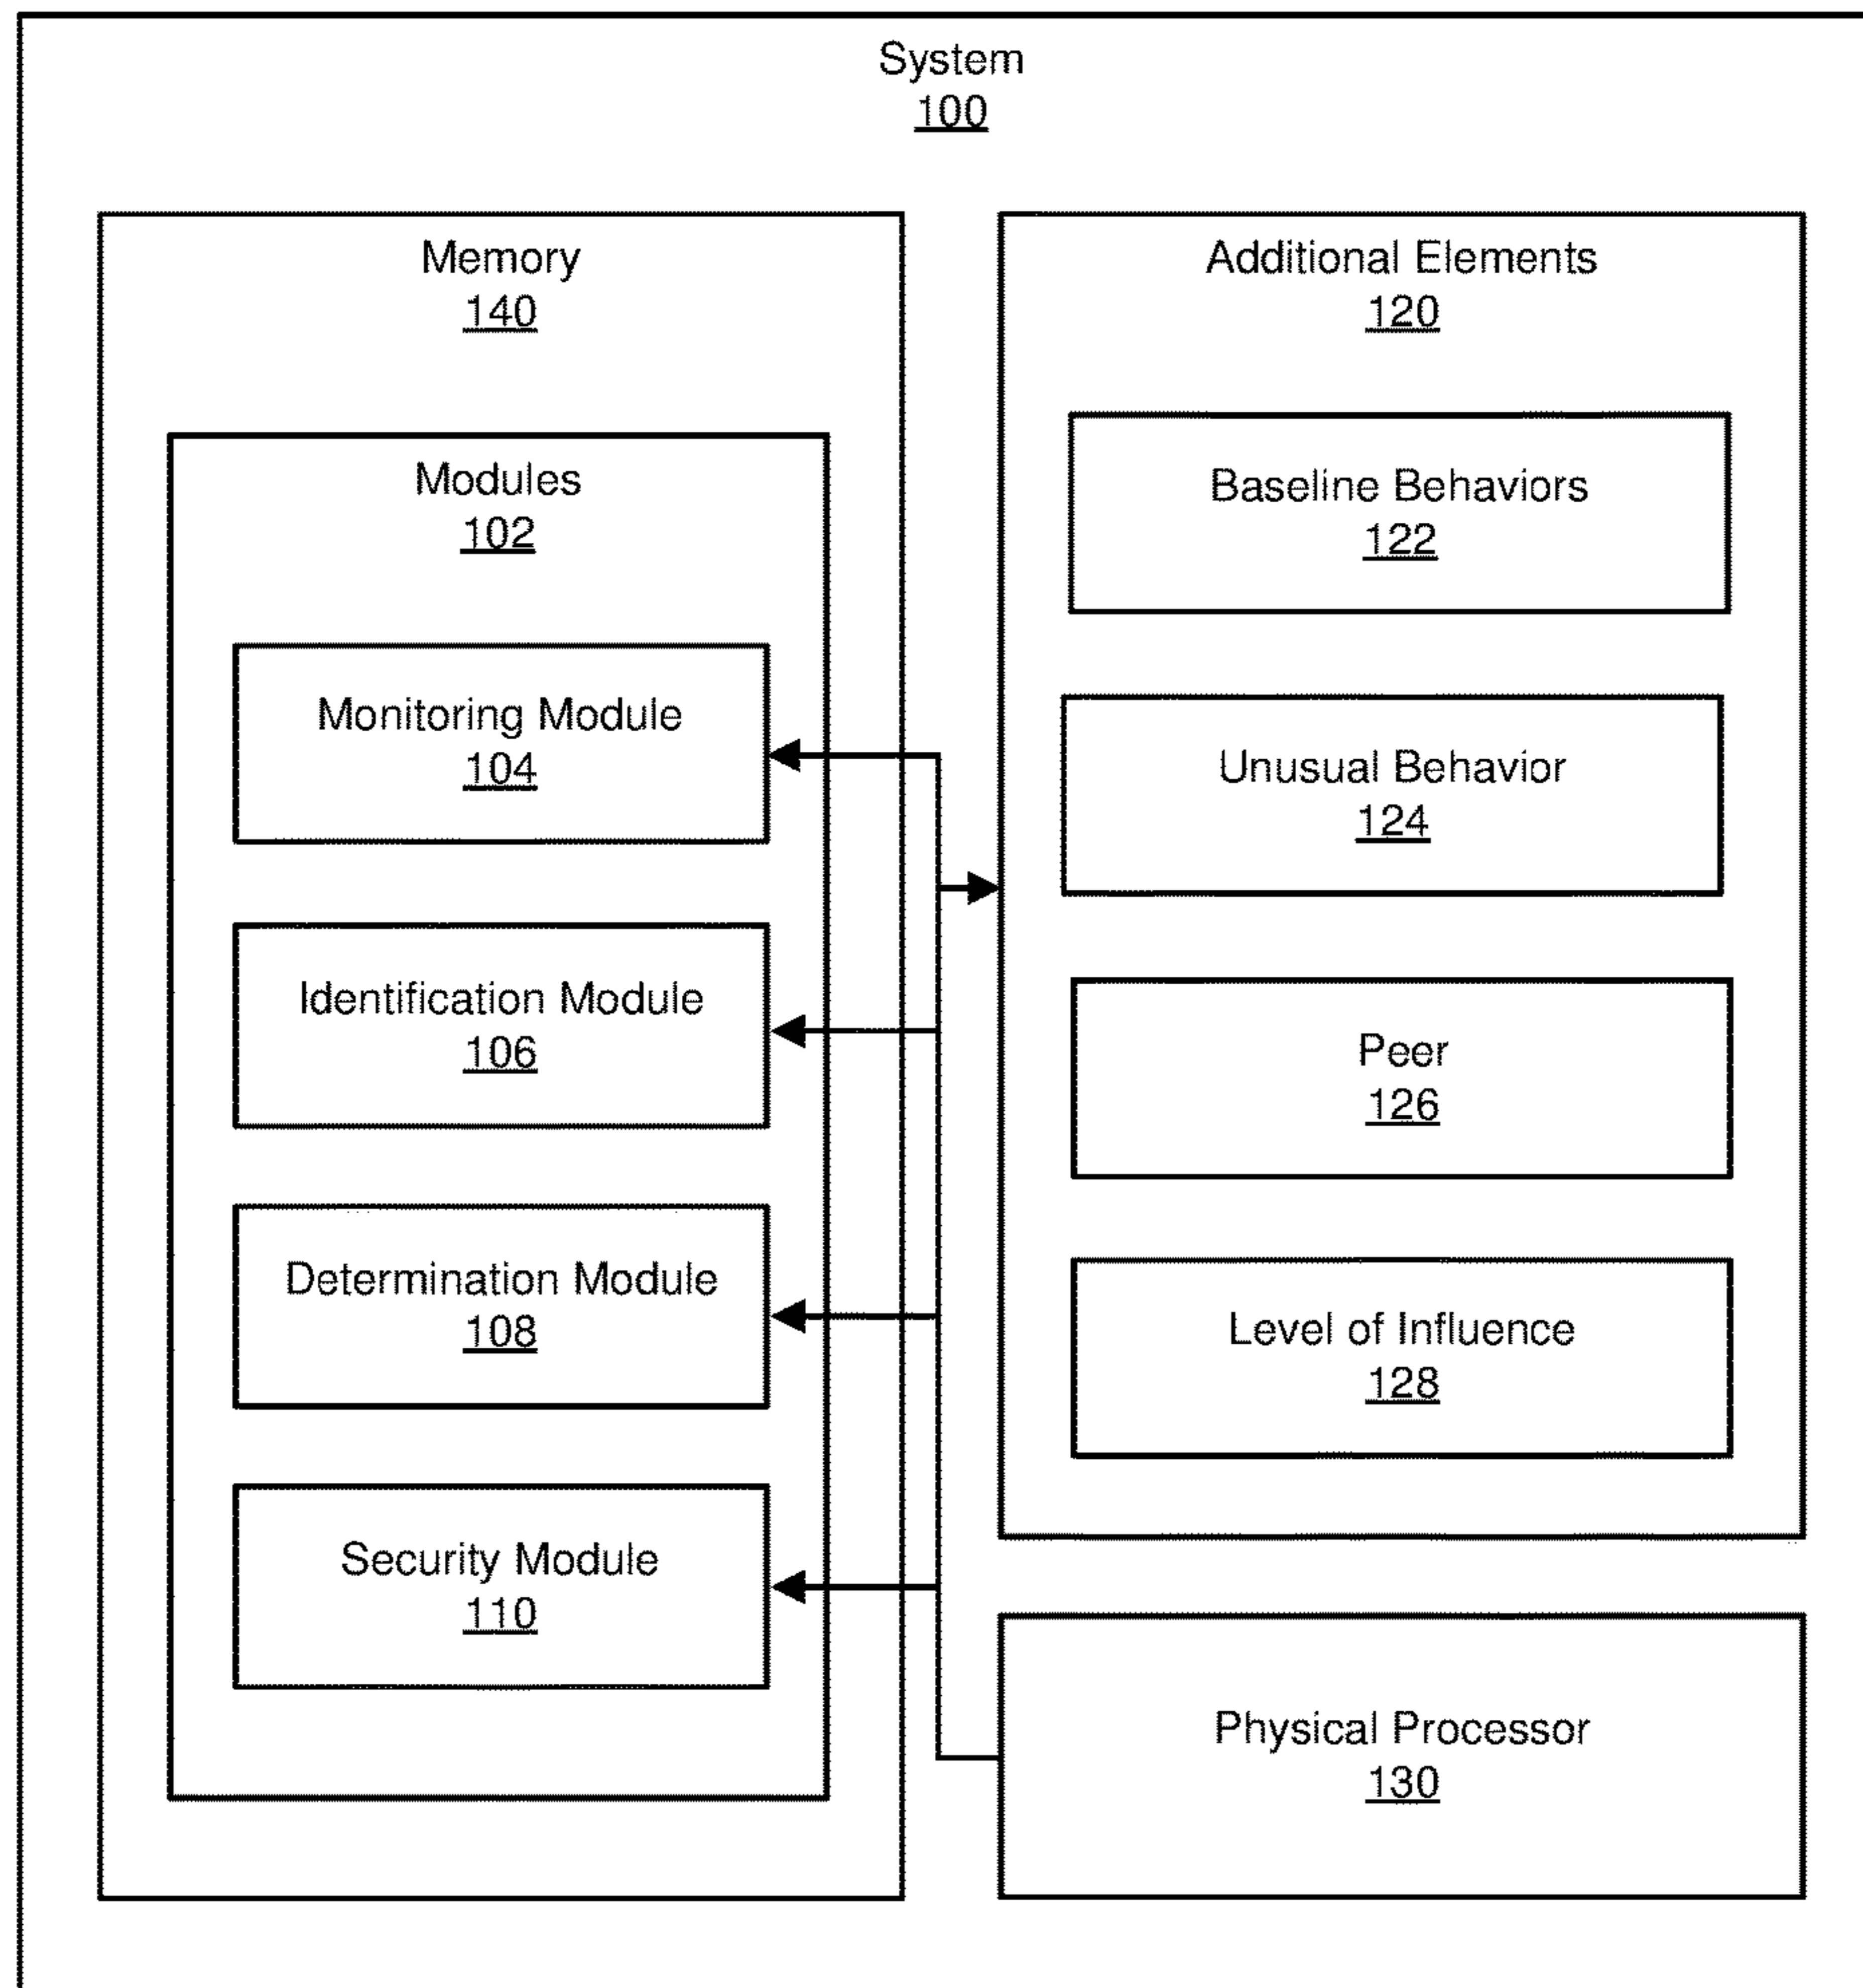 System
100
Memory
140
Modules
102
Monitoring Module
104
Identification Module
106
Determination Module
108
Security Module
110
Additional Elements
120
Baseline Behaviors
122
Unusual Behavior
124
Peer
126
Level of Influence
128
Physical Processor
130